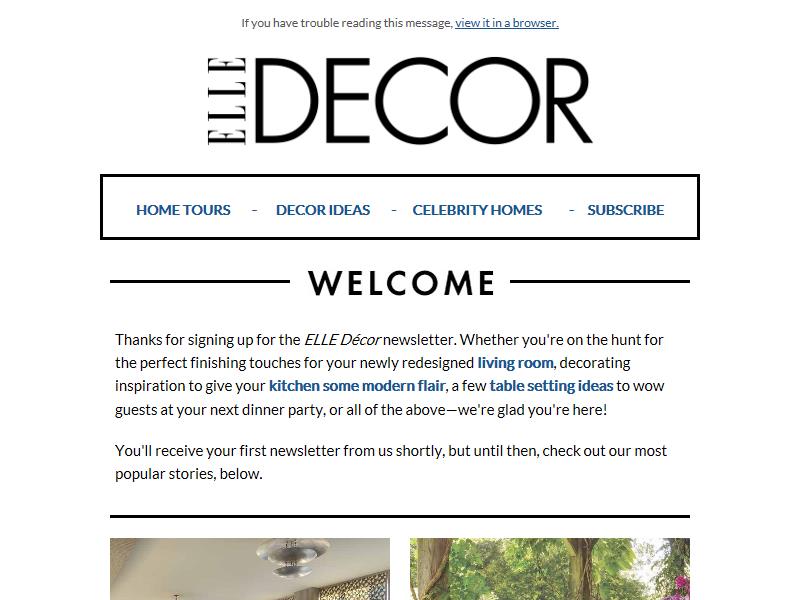 If you have trouble reading this message, view it in a browser.
ELLE DECOR
HOME TOURS - DECOR IDEAS - CELEBRITY HOMES - SUBSCRIBE
WELCOME
Thanks for signing up for the ELLE Décor newsletter. Whether you're on the hunt for
the perfect finishing touches for your newly redesigned living room, decorating
inspiration to give your kitchen some modern flair, a few table setting ideas to wow
guests at your next dinner party, or all of the above—we're glad you're here!
You'll receive your first newsletter from us shortly, but until then, check out our most
popular stories, below.